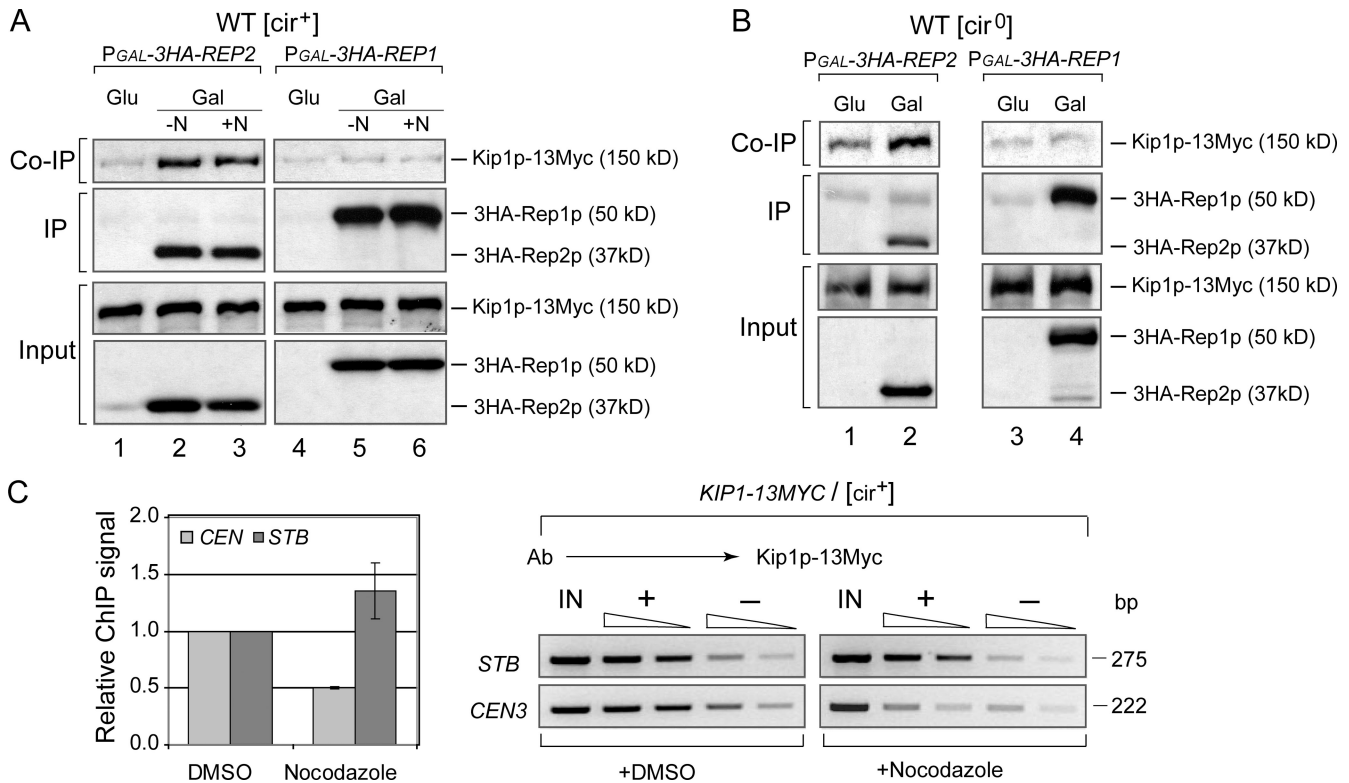 A
WT [cir+]
PGAL-3HA-REP2
PGAL-3HA-REP1
Glu
Gal
Glu
Gal
-N
+N
-N
+N
Co-IP
Kip1p-13Myc (150 kD)
IP
3HA-Rep1p (50 kD)
3HA-Rep2p (37kD)
Input
Kip1p-13Myc (150 kD)
3HA-Rep1p (50 kD)
3HA-Rep2p (37kD)
1 2 3 4 5 6
B
WT [cir0]
PGAL-3HA-REP2
PGAL-3HA-REP1
Glu
Gal
Glu
Gal
Co-IP
Kip1p-13Myc (150 kD)
IP
3HA-Rep1p (50 kD)
3HA-Rep2p (37kD)
Input
Kip1p-13Myc (150 kD)
3HA-Rep1p (50 kD)
3HA-Rep2p (37kD)
1 2 3 4
C
Relative ChIP signal
2.0
1.5
1.0
0.5
0.0
CEN
STB
DMSO
Nocodazole
KIP1-13MYC / [cir+]
Ab
Kip1p-13Myc
IN + –
IN + –
bp
STB
275
CEN3
222
+DMSO
+Nocodazole